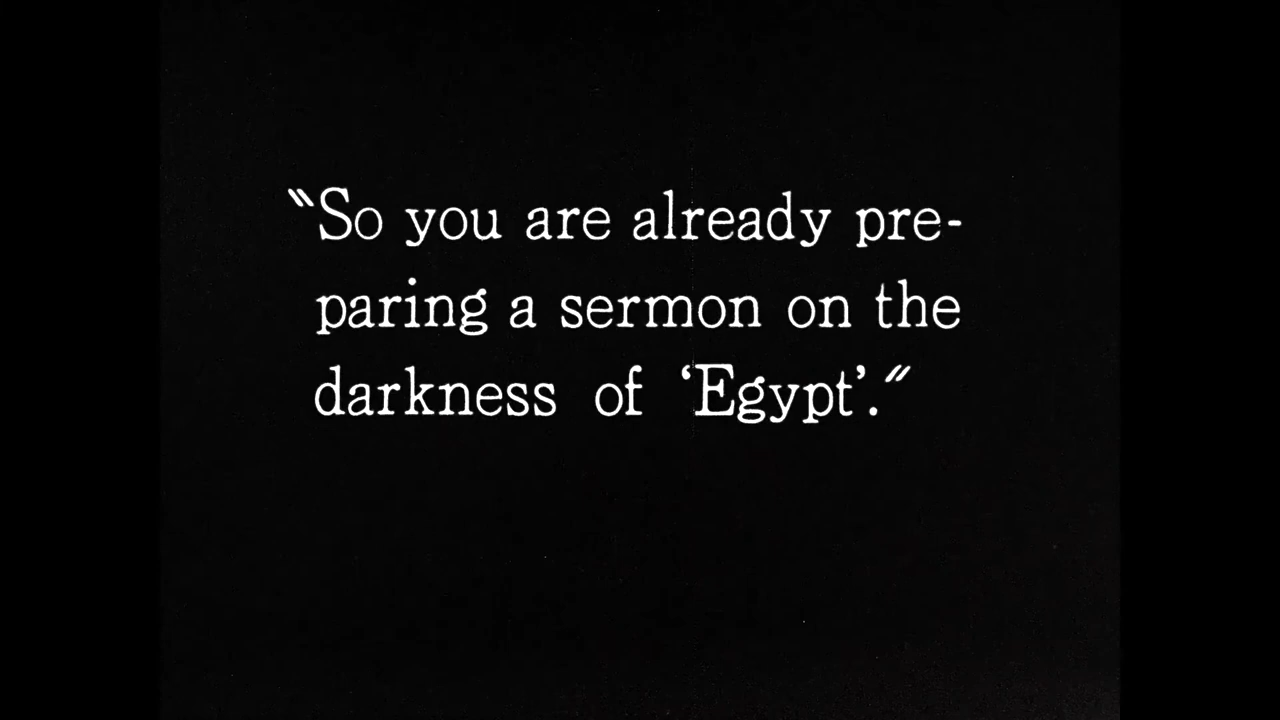 “So you are already pre-
paring a sermon on the
darkness of ‘Egypt’.”